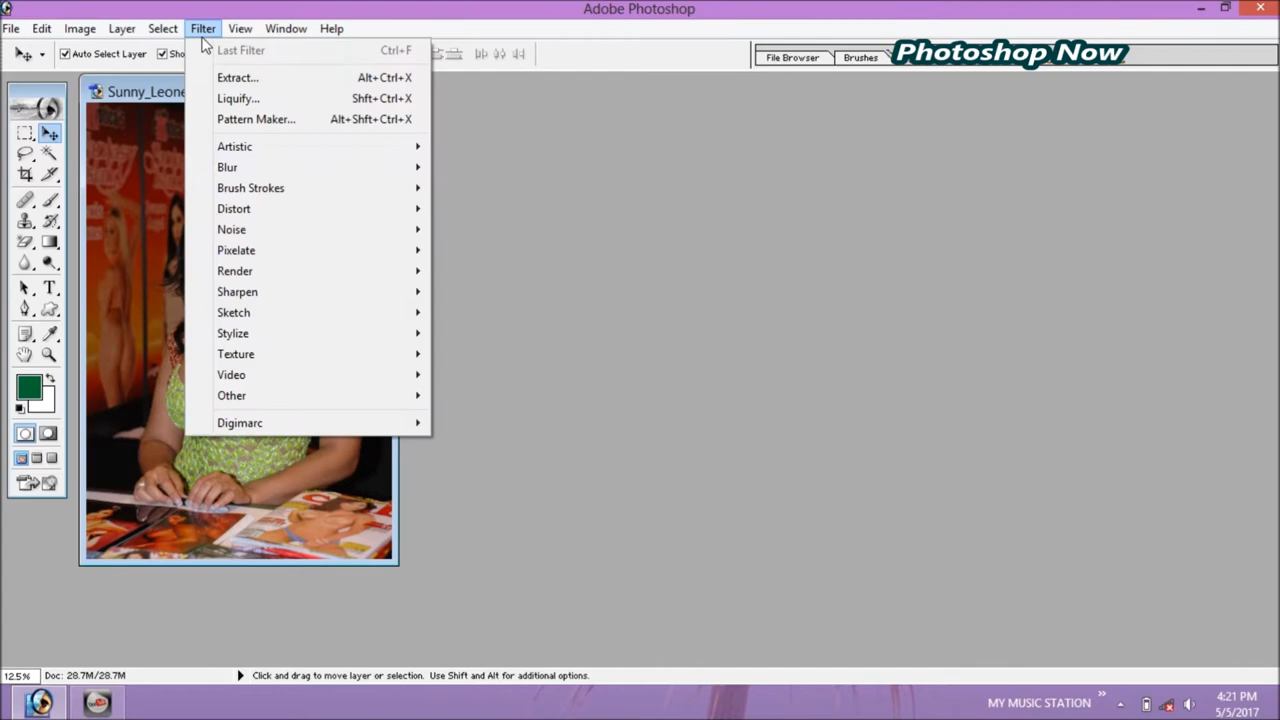 Adobe Photoshop
File Edit Image Layer Select Filter View Window Help
Auto Select Layer Sho
File Browser Brushes Photoshop Now
Sunny_Leone
Last Filter Ctrl+F
Extract... Alt+Ctrl+X
Liquify... Shft+Ctrl+X
Pattern Maker... Alt+Shft+Ctrl+X
Artistic
Blur
Brush Strokes
Distort
Noise
Pixelate
Render
Sharpen
Sketch
Stylize
Texture
Video
Other
Digimarc
12.5% Doc: 28.7M/28.7M Click and drag to move layer or selection. Use Shift and Alt for additional options.
MY MUSIC STATION
4:21 PM
5/5/2017